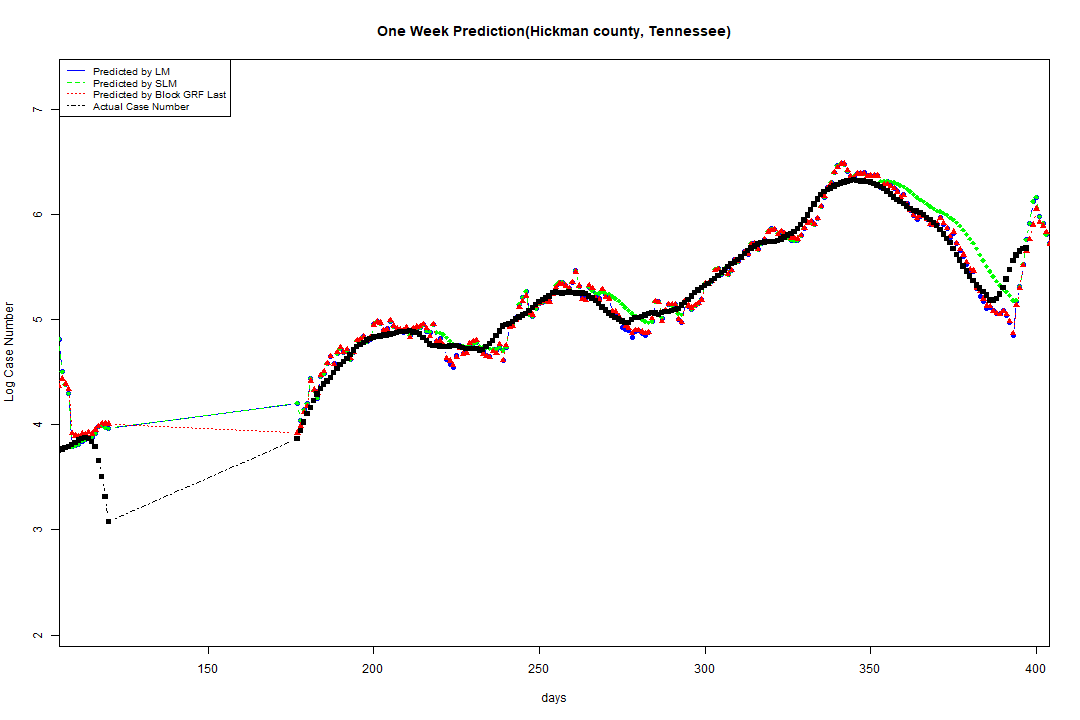 One Week Prediction(Hickman county, Tennessee)
Predicted by LM
Predicted by SLM
Predicted by Block GRF Last
Actual Case Number
Log Case Number
7
6
5
4
3
2
150 200 250 300 350 400
days